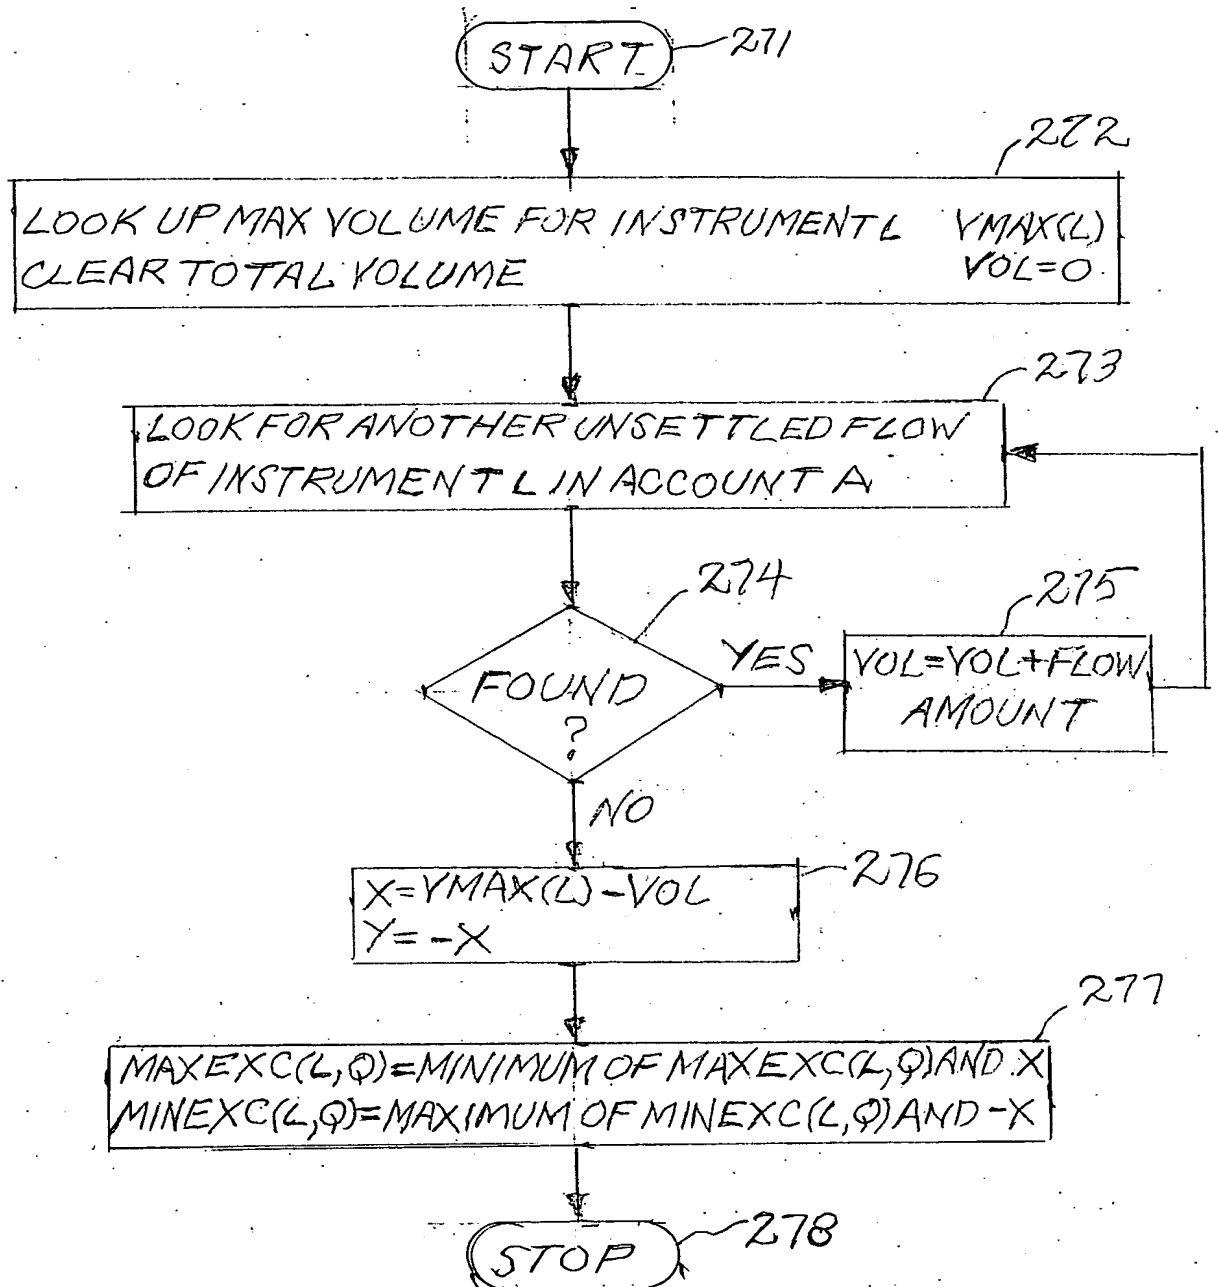 START 271
272
LOOK UP MAX VOLUME FOR INSTRUMENT L VMAX(L)
CLEAR TOTAL VOLUME VOL=0
273
LOOK FOR ANOTHER UNSETTLED FLOW
OF INSTRUMENT L IN ACCOUNT A
274
275
YES
FOUND
?
VOL=VOL+FLOW
AMOUNT
NO
276
X=VMAX(L)-VOL
Y=-X
277
MAXEXC(L,Q)=MINIMUM OF MAXEXC(L,Q) AND X
MINEXC(L,Q)=MAXIMUM OF MINEXC(L,Q) AND -X
278
STOP